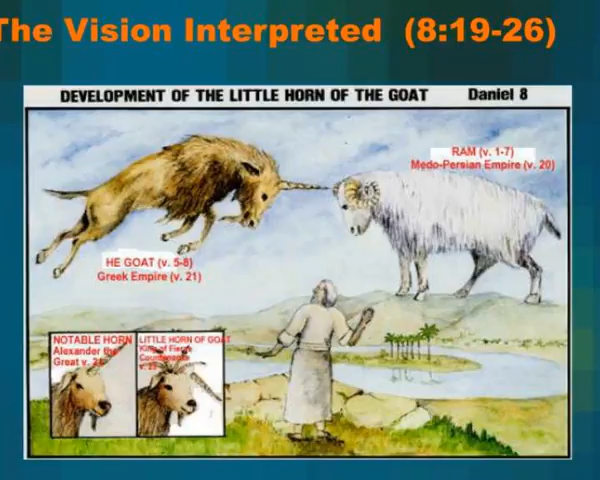 The Vision Interpreted (8:19-26)
DEVELOPMENT OF THE LITTLE HORN OF THE GOAT Daniel 8
RAM (v. 1-7)
Medo-Persian Empire (v. 20)
HE GOAT (v. 5-8)
Greek Empire (v. 21)
NOTABLE HORN
Alexander the
Great v.
LITTLE HORN OF GOAT
King of Fierce
v. 23